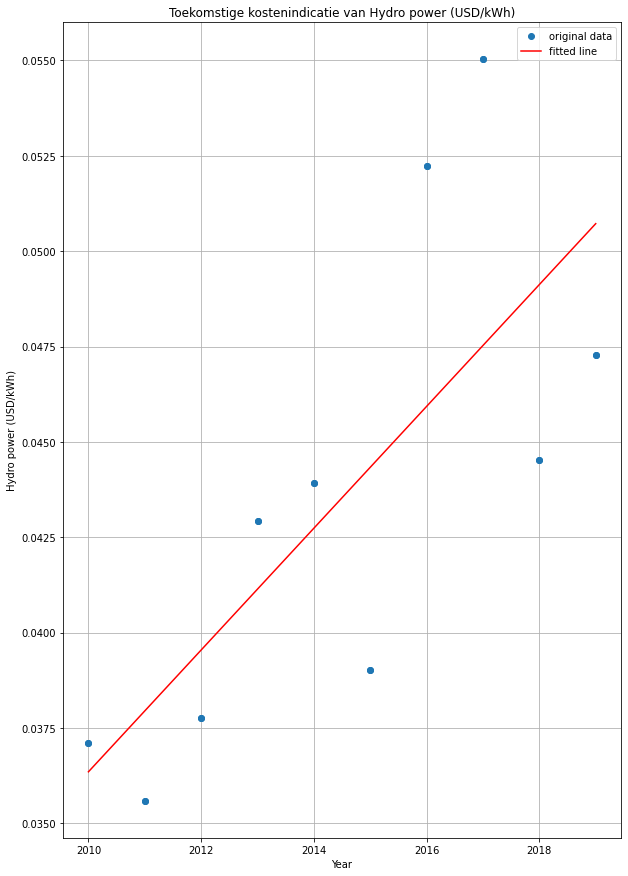 Toekomstige kostenindicatie van Hydro power (USD/kWh)
original data
fitted line
0.0550
0.0525
0.0500
0.0475
0.0450
0.0425
0.0400
0.0375
0.0350
Hydro power (USD/kWh)
2010 2012 2014 2016 2018
Year